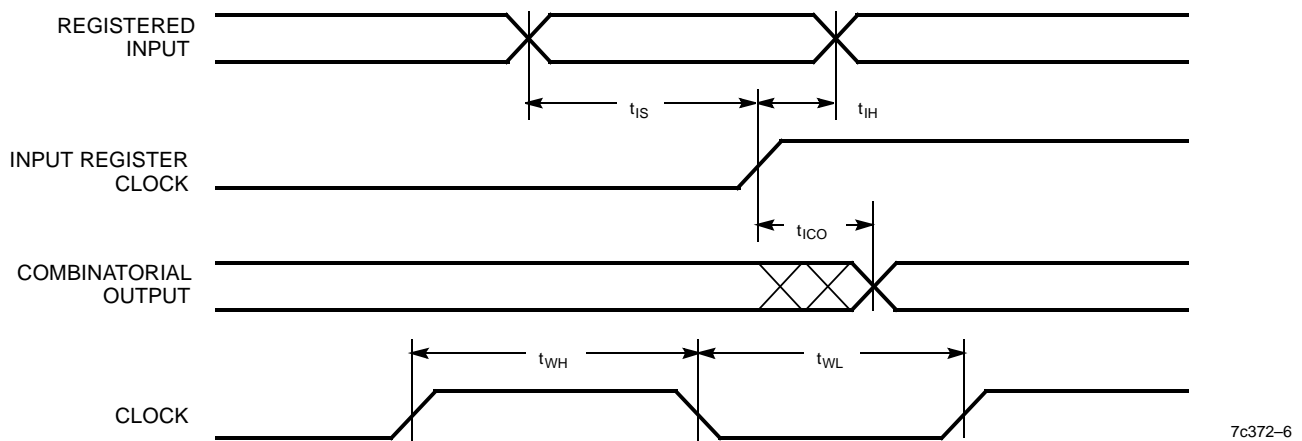 REGISTERED
INPUT
tIS
tIH
INPUT REGISTER
CLOCK
tICO
COMBINATORIAL
OUTPUT
tWH
tWL
CLOCK
7c372–6